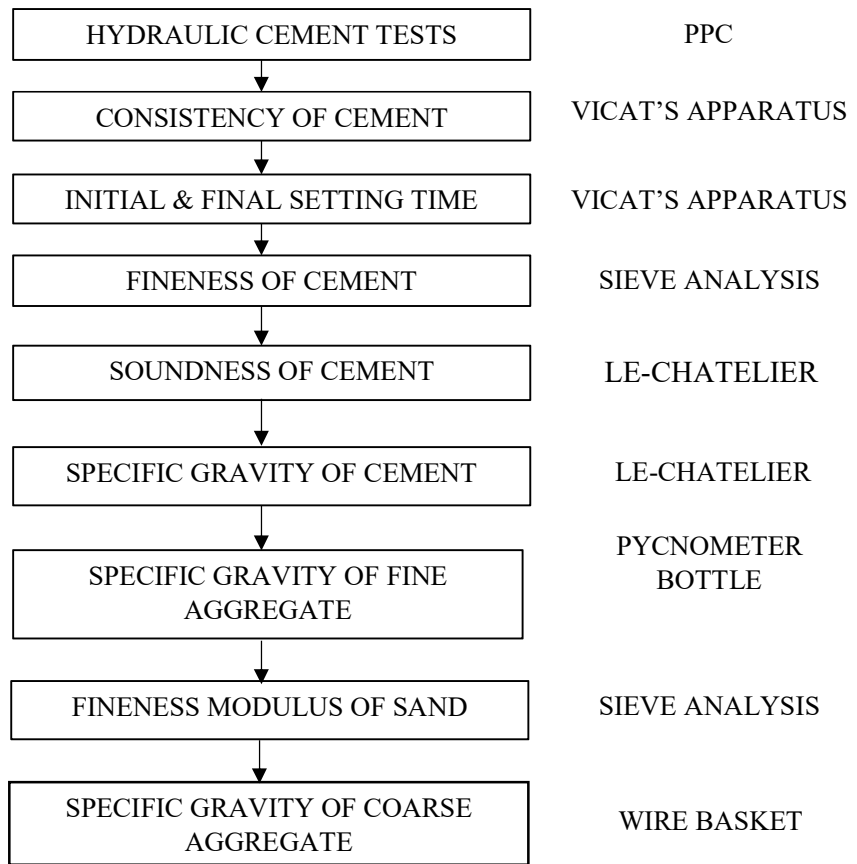 HYDRAULIC CEMENT TESTS
PPC
CONSISTENCY OF CEMENT
VICAT’S APPARATUS
INITIAL & FINAL SETTING TIME
VICAT’S APPARATUS
FINENESS OF CEMENT
SIEVE ANALYSIS
SOUNDNESS OF CEMENT
LE-CHATELIER
SPECIFIC GRAVITY OF CEMENT
LE-CHATELIER
SPECIFIC GRAVITY OF FINE
AGGREGATE
PYCNOMETER
BOTTLE
FINENESS MODULUS OF SAND
SIEVE ANALYSIS
SPECIFIC GRAVITY OF COARSE
AGGREGATE
WIRE BASKET